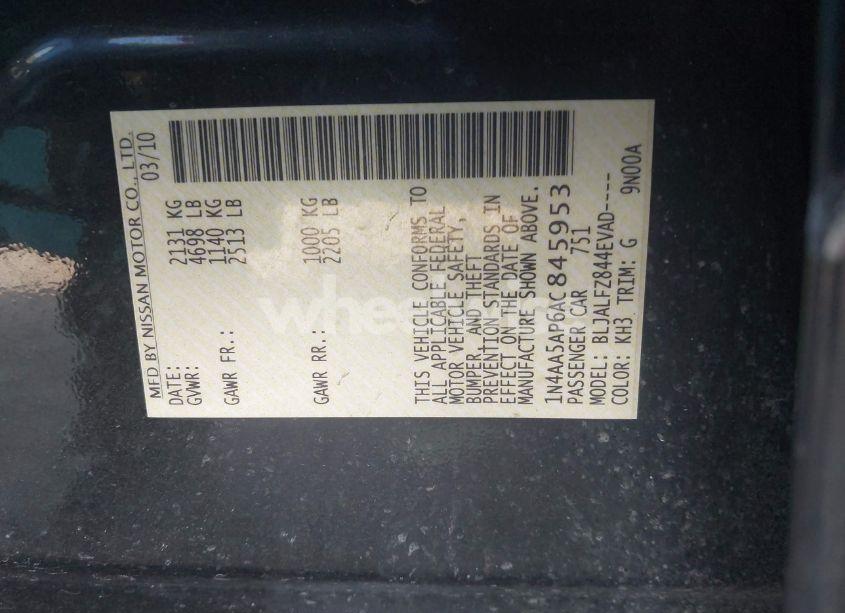 MFD BY NISSAN MOTOR CO., LTD.
DATE: 03/10
GVWR: 2131 KG
4698 LB
GAWR FR.: 1140 KG
2513 LB
GAWR RR.: 1000 KG
2205 LB
THIS VEHICLE CONFORMS TO
ALL APPLICABLE FEDERAL
MOTOR VEHICLE SAFETY,
BUMPER, AND THEFT
PREVENTION STANDARDS IN
EFFECT ON THE DATE OF
MANUFACTURE SHOWN ABOVE.
1N4AA5AP6AC845953
PASSENGER CAR 751
MODEL: BLJALFZ844EVAD----
COLOR: KH3 TRIM: G 9N00A